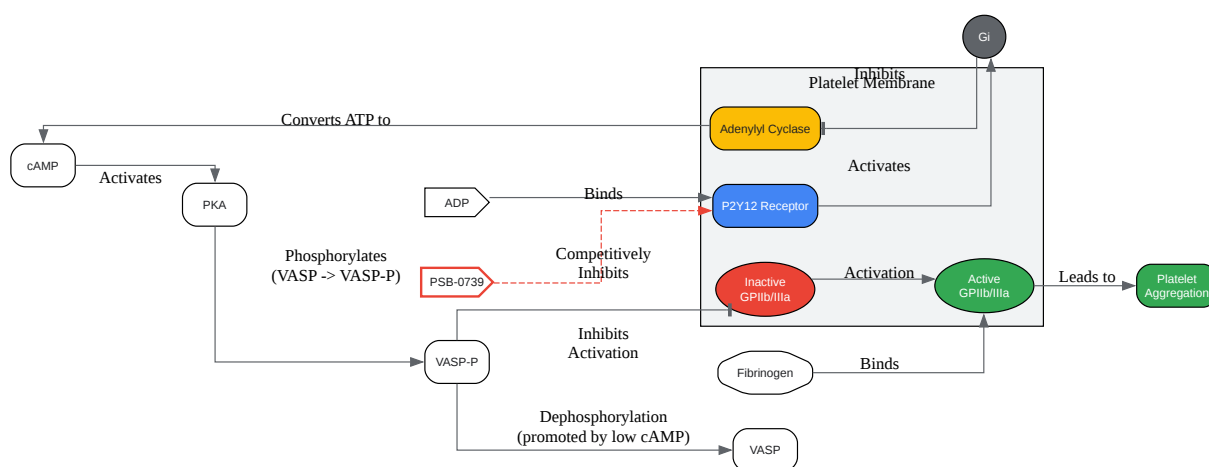 Gi
Inhibits
Platelet Membrane
Converts ATP to
Adenylyl Cyclase
cAMP
Activates
Activates
PKA
ADP
Binds
P2Y12 Receptor
Phosphorylates
(VASP -> VASP-P)
PSB-0739
Competitively
Inhibits
Inactive
GPIIb/IIIa
Activation
Active
GPIIb/IIIa
Leads to
Platelet
Aggregation
Inhibits
Activation
VASP-P
Fibrinogen
Binds
Dephosphorylation
(promoted by low cAMP)
VASP